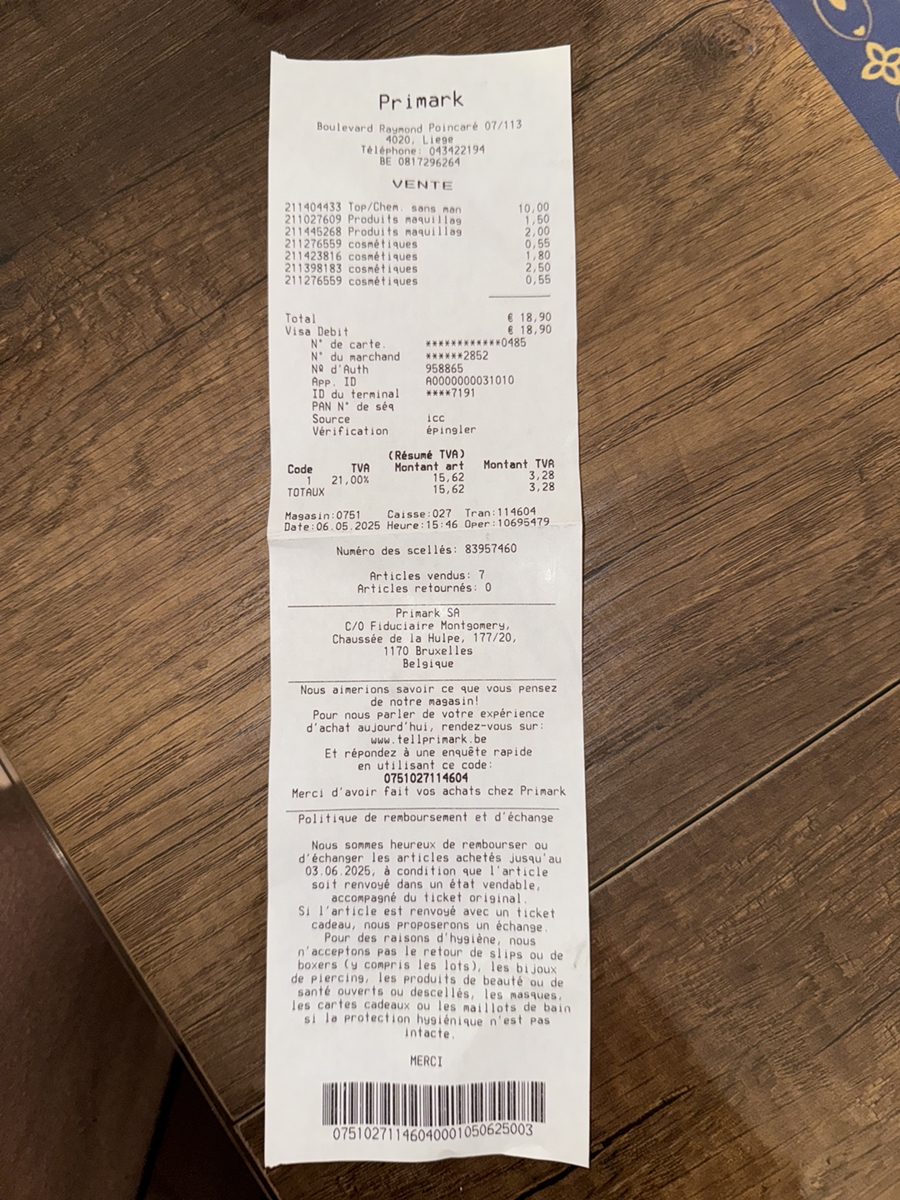 Primark
Boulevard Raymond Poincaré 07/113
4020, Liege
Téléphone: 043422194
BE 0817296264
VENTE
211404433 Top/Chem. sans man 10,00
211027609 Produits maquillag 1,50
211445268 Produits maquillag 2,00
211276559 cosmétiques 0,55
211423816 cosmétiques 1,80
211398183 cosmétiques 2,50
211276559 cosmétiques 0,55
Total € 18,90
Visa Debit € 18,90
N° de carte. ************0485
N° du marchand ******2852
Nº d'Auth 958865
App. ID A0000000031010
ID du terminal ****7191
PAN N° de séq
Source icc
Vérification épingler
(Résumé TVA)
Code TVA Montant art Montant TVA
1 21,00% 15,62 3,28
TOTAUX 15,62 3,28
Magasin:0751 Caisse:027 Tran:114604
Date:06.05.2025 Heure:15:46 Oper:10695479
Numéro des scellés: 83957460
Articles vendus: 7
Articles retournés: 0
Primark SA
C/O Fiduciaire Montgomery,
Chaussée de la Hulpe, 177/20,
1170 Bruxelles
Belgique
Nous aimerions savoir ce que vous pensez
de notre magasin!
Pour nous parler de votre expérience
d'achat aujourd'hui, rendez-vous sur:
www.tellprimark.be
Et répondez à une enquête rapide
en utilisant ce code:
0751027114604
Merci d'avoir fait vos achats chez Primark
Politique de remboursement et d'échange
Nous sommes heureux de rembourser ou
d'échanger les articles achetés jusqu'au
03.06.2025, à condition que l'article
soit renvoyé dans un état vendable,
accompagné du ticket original.
Si l'article est renvoyé avec un ticket
cadeau, nous proposerons un échange.
Pour des raisons d'hygiène, nous
n'acceptons pas le retour de slips ou de
boxers (y compris les lots), les bijoux
de piercing, les produits de beauté ou de
santé ouverts ou descellés, les masques,
les cartes cadeaux ou les maillots de bain
si la protection hygiénique n'est pas
intacte.
MERCI
07510271146040001050625003